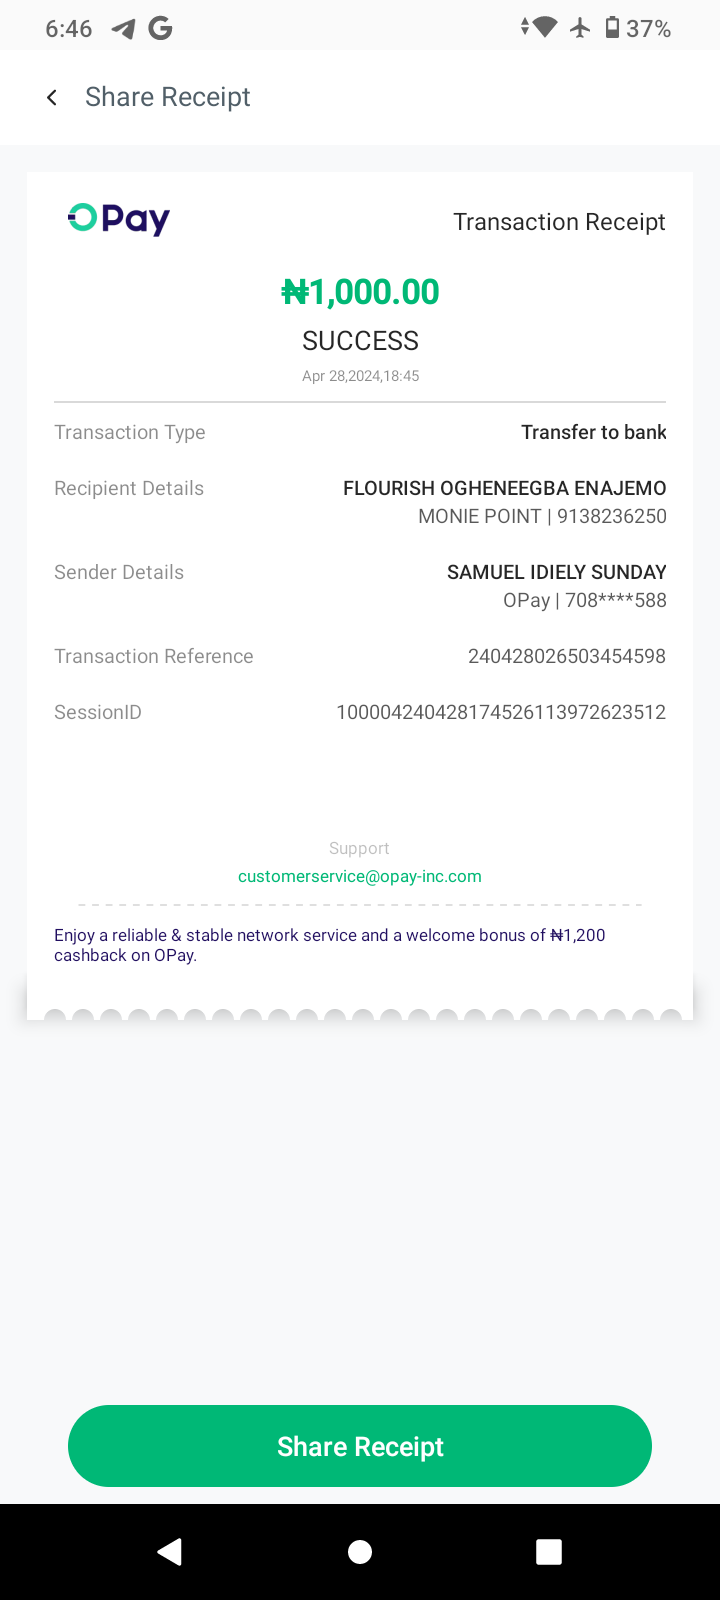 6:46 37%
Share Receipt
OPay Transaction Receipt
₦1,000.00
SUCCESS
Apr 28,2024,18:45
Transaction Type Transfer to bank
Recipient Details FLOURISH OGHENEEGBA ENAJEMO
MONIE POINT | 9138236250
Sender Details SAMUEL IDIELY SUNDAY
OPay | 708****588
Transaction Reference 240428026503454598
SessionID 100004240428174526113972623512
Support
customerservice@opay-inc.com
Enjoy a reliable & stable network service and a welcome bonus of ₦1,200
cashback on OPay.
Share Receipt